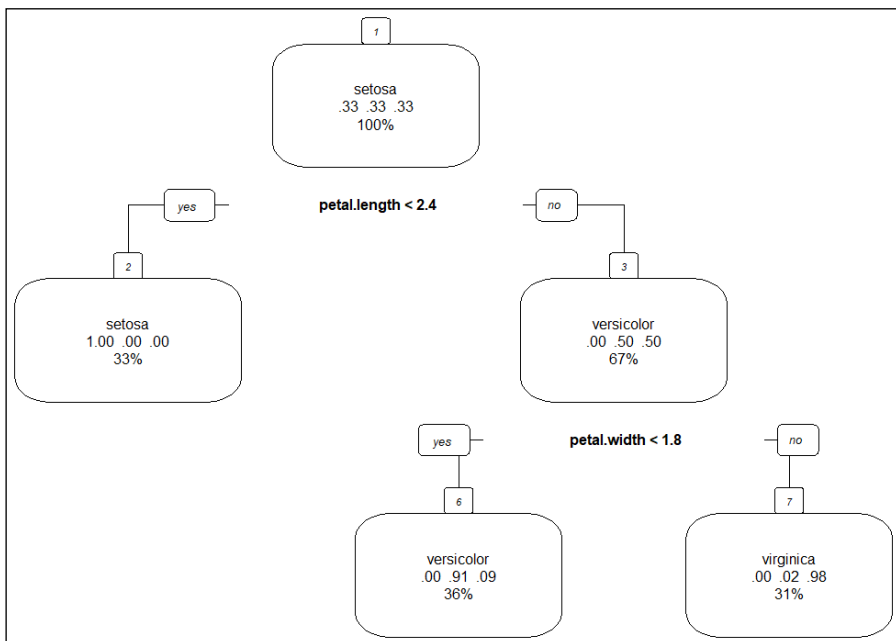 1
setosa
.33 .33 .33
100%
yes
petal.length < 2.4
no
2
setosa
1.00 .00 .00
33%
3
versicolor
.00 .50 .50
67%
yes
petal.width < 1.8
no
6
versicolor
.00 .91 .09
36%
7
virginica
.00 .02 .98
31%